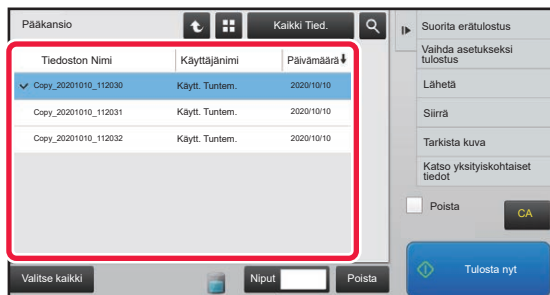 Pääkansio
Kaikki Tied.
Tiedoston Nimi Käyttäjänimi Päivämäärä
Copy_20201010_112030 Käytt. Tuntem. 2020/10/10
Copy_20201010_112031 Käytt. Tuntem. 2020/10/10
Copy_20201010_112032 Käytt. Tuntem. 2020/10/10
Valitse kaikki
Niput
Poista
Suorita erätulostus
Vaihda asetukseksi
tulostus
Lähetä
Siirrä
Tarkista kuva
Katso yksityiskohtaiset
tiedot
Poista
CA
Tulosta nyt